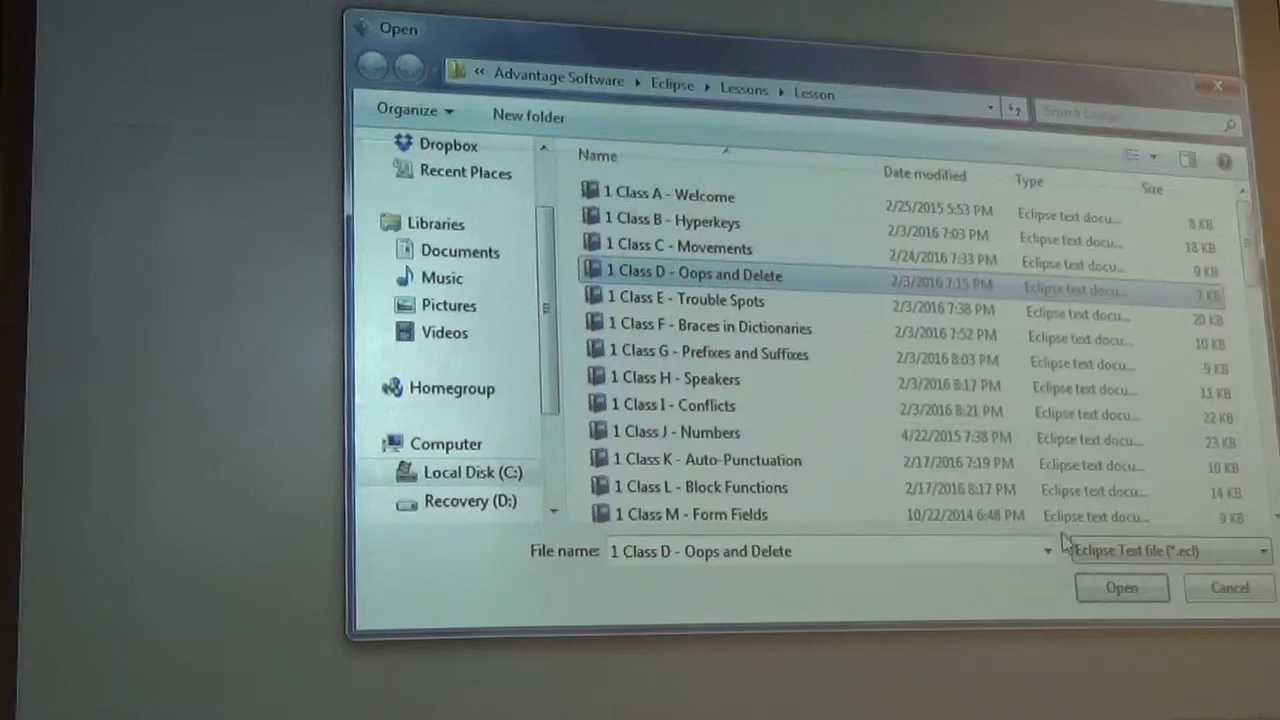 Open
« Advantage Software ▸ Eclipse ▸ Lessons ▸ Lesson
Organize
New folder
Dropbox
Recent Places
Libraries
Documents
Music
Pictures
Videos
Homegroup
Computer
Local Disk (C:)
Recovery (D:)
Name Date modified Type Size
1 Class A - Welcome 2/25/2015 5:53 PM Eclipse text docu... 8 KB
1 Class B - Hyperkeys 2/3/2016 7:03 PM Eclipse text docu... 18 KB
1 Class C - Movements 2/24/2016 7:33 PM Eclipse text docu... 9 KB
1 Class D - Oops and Delete 2/3/2016 7:15 PM Eclipse text docu... 7 KB
1 Class E - Trouble Spots 2/3/2016 7:38 PM Eclipse text docu... 20 KB
1 Class F - Braces in Dictionaries 2/3/2016 7:52 PM Eclipse text docu... 10 KB
1 Class G - Prefixes and Suffixes 2/3/2016 8:03 PM Eclipse text docu... 9 KB
1 Class H - Speakers 2/3/2016 8:17 PM Eclipse text docu... 11 KB
1 Class I - Conflicts 2/3/2016 8:21 PM Eclipse text docu... 22 KB
1 Class J - Numbers 4/22/2015 7:38 PM Eclipse text docu... 23 KB
1 Class K - Auto-Punctuation 2/17/2016 7:19 PM Eclipse text docu... 10 KB
1 Class L - Block Functions 2/17/2016 8:17 PM Eclipse text docu... 14 KB
1 Class M - Form Fields 10/22/2014 6:48 PM Eclipse text docu... 9 KB
File name: 1 Class D - Oops and Delete Eclipse Text file (*.ecl)
Open Cancel